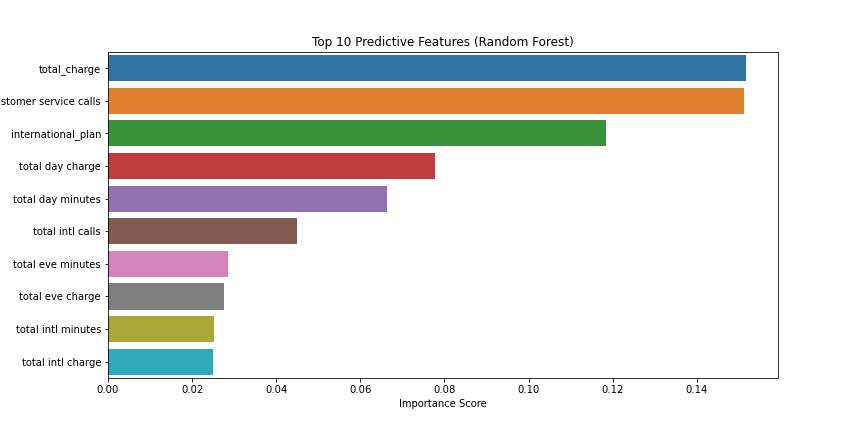 Top 10 Predictive Features (Random Forest)
total_charge
stomer service calls
international_plan
total day charge
total day minutes
total intl calls
total eve minutes
total eve charge
total intl minutes
total intl charge
0.00 0.02 0.04 0.06 0.08 0.10 0.12 0.14
Importance Score